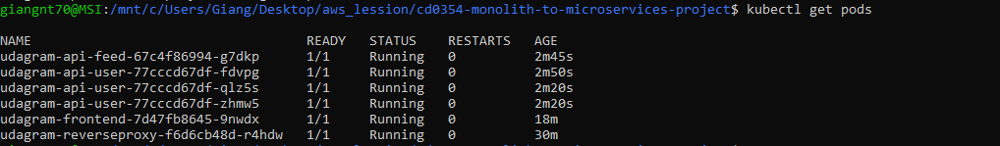 giangnt70@MSI:/mnt/c/Users/Giang/Desktop/aws_lession/cd0354-monolith-to-microservices-project$ kubectl get pods
NAME READY STATUS RESTARTS AGE
udagram-api-feed-67c4f86994-g7dkp 1/1 Running 0 2m45s
udagram-api-user-77cccd67df-fdvpg 1/1 Running 0 2m50s
udagram-api-user-77cccd67df-qlz5s 1/1 Running 0 2m20s
udagram-api-user-77cccd67df-zhmw5 1/1 Running 0 2m20s
udagram-frontend-7d47fb8645-9nwdx 1/1 Running 0 18m
udagram-reverseproxy-f6d6cb48d-r4hdw 1/1 Running 0 30m